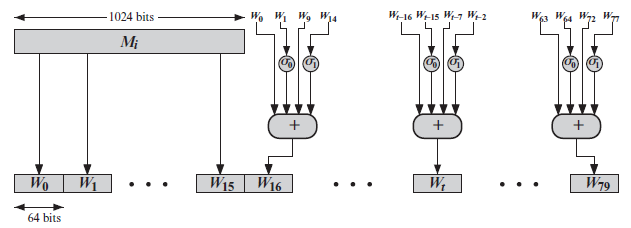 1024 bits
W0 W1 W9 W14
Wt–16 Wt–15 Wt–7 Wt–2
W63 W64 W72 W77
Mi
σ0 σ1
σ0 σ1
σ0 σ1
+
+
+
W0 W1 • • • W15 W16 • • • Wt • • • W79
64 bits